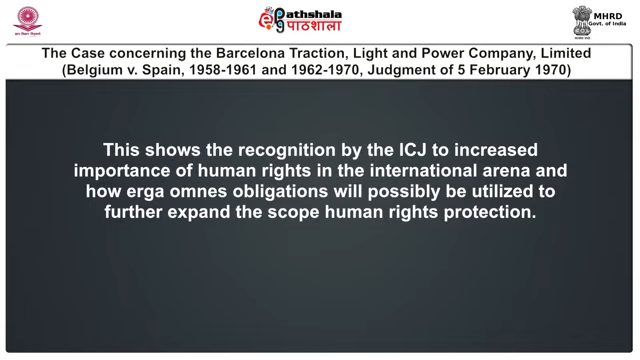 ePathshala
पाठशाला
MHRD
Govt. of India
The Case concerning the Barcelona Traction, Light and Power Company, Limited
(Belgium v. Spain, 1958-1961 and 1962-1970, Judgment of 5 February 1970)
This shows the recognition by the ICJ to increased
importance of human rights in the international arena and
how erga omnes obligations will possibly be utilized to
further expand the scope human rights protection.